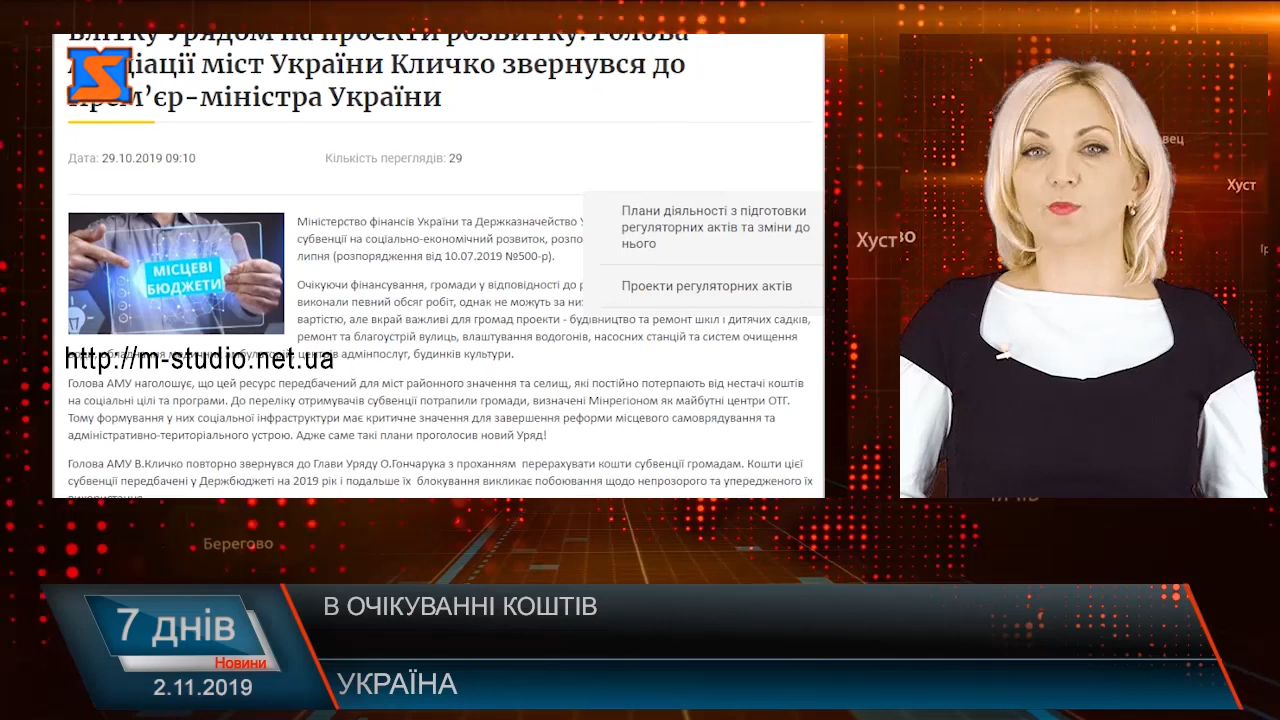 влітку Урядом на проекти розвитку: Голова
Асоціації міст України Кличко звернувся до
Прем’єр-міністра України
Дата: 29.10.2019 09:10
Кількість переглядів: 29
Міністерство фінансів України та Держказначейство
субвенції на соціально-економічний розвиток,
липня (розпорядження від 10.07.2019 №500-р).
Очікуючи фінансування, громади у відповідності до
виконали певний обсяг робіт, однак не можуть за
вартістю, але вкрай важливі для громад проекти - будівництво та ремонт шкіл і дитячих садків,
ремонт та благоустрій вулиць, влаштування водогонів, насосних станцій та систем очищення
адмінпослуг, будинків культури.
Плани діяльності з підготовки
регуляторних актів та зміни до
нього
Проекти регуляторних актів
МІСЦЕВІ
БЮДЖЕТИ
http://m-studio.net.ua
Голова АМУ наголошує, що цей ресурс передбачений для міст районного значення та селищ, які постійно потерпають від нестачі коштів
на соціальні цілі та програми. До переліку отримувачів субвенції потрапили громади, визначені Мінрегіоном як майбутні центри ОТГ.
Тому формування у них соціальної інфраструктури має критичне значення для завершення реформи місцевого самоврядування та
адміністративно-територіального устрою. Адже саме такі плани проголосив новий Уряд!
Голова АМУ В.Кличко повторно звернувся до Глави Уряду О.Гончарука з проханням перерахувати кошти субвенції громадам. Кошти цієї
субвенції передбачені у Держбюджеті на 2019 рік і подальше їх блокування викликає побоювання щодо непрозорого та упередженого їх
використання
Хуст
Хуст
Берегово
7 днів
Новини
2.11.2019
В ОЧІКУВАННІ КОШТІВ
УКРАЇНА